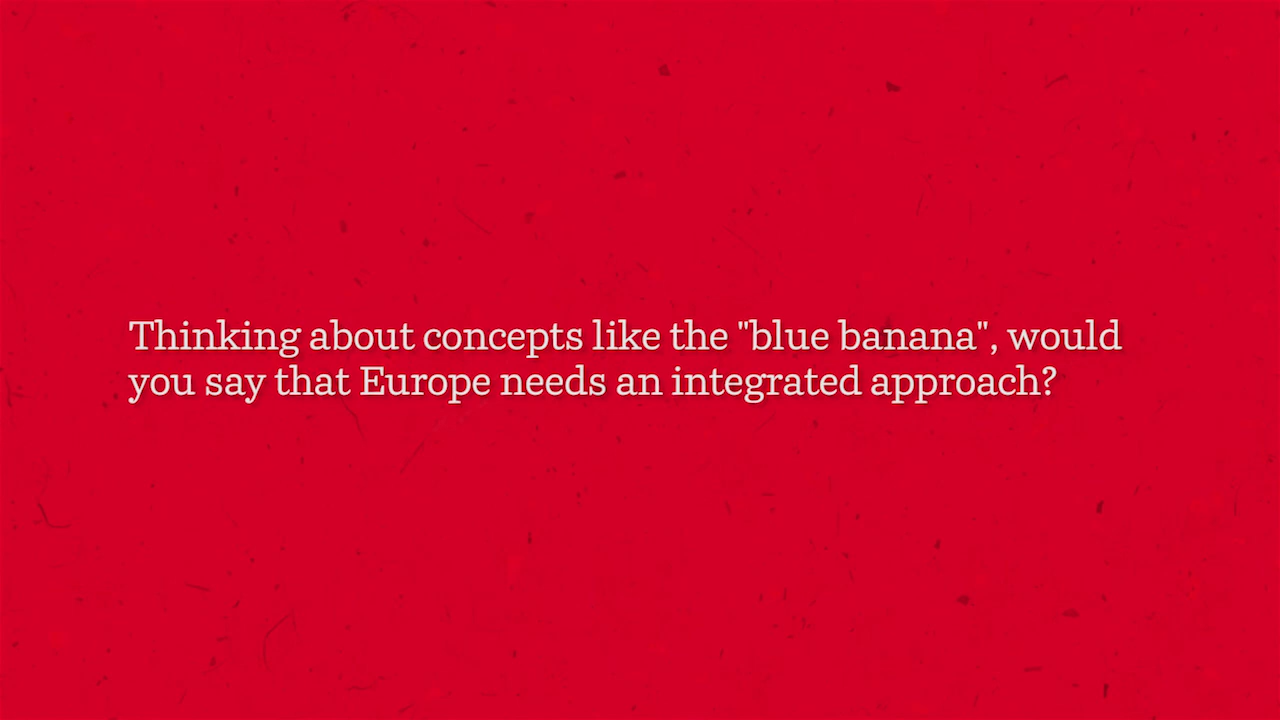 Thinking about concepts like the "blue banana", would
you say that Europe needs an integrated approach?